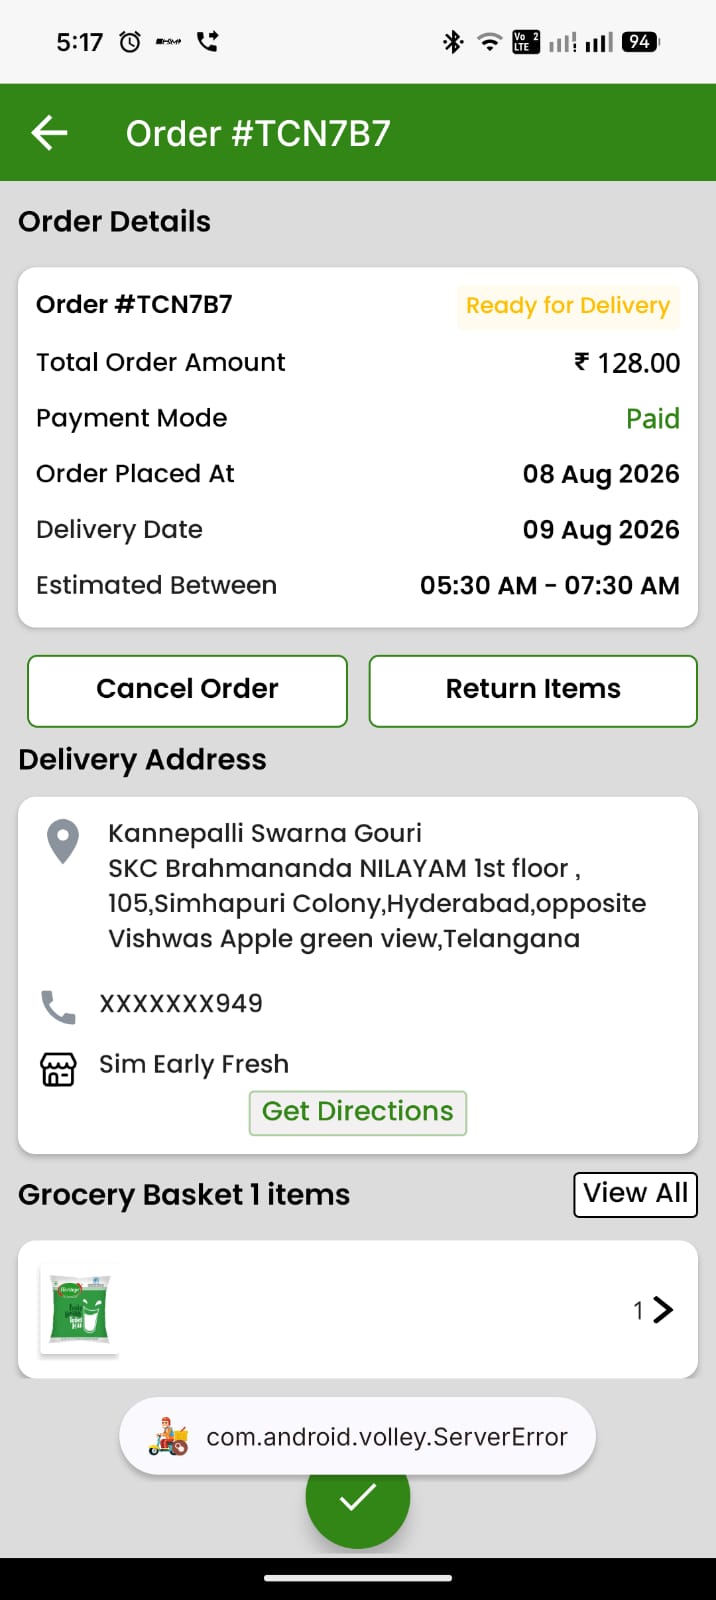 5:17
Vo 2
LTE
94
Order #TCN7B7
Order Details
Order #TCN7B7 Ready for Delivery
Total Order Amount ₹ 128.00
Payment Mode Paid
Order Placed At 08 Aug 2026
Delivery Date 09 Aug 2026
Estimated Between 05:30 AM - 07:30 AM
Cancel Order Return Items
Delivery Address
Kannepalli Swarna Gouri
SKC Brahmananda NILAYAM 1st floor ,
105,Simhapuri Colony,Hyderabad,opposite
Vishwas Apple green view,Telangana
XXXXXXX949
Sim Early Fresh
Get Directions
Grocery Basket 1 items View All
1
com.android.volley.ServerError